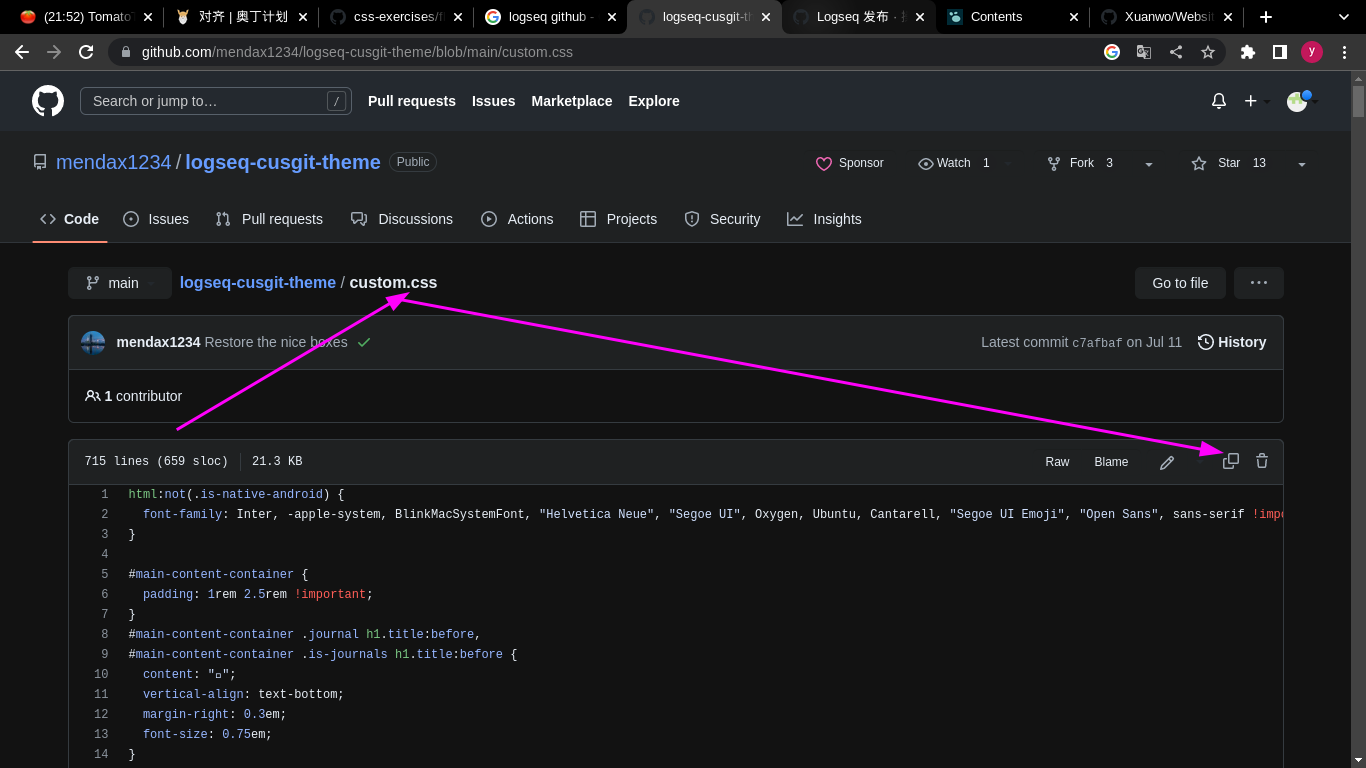 (21:52) Tomato
对齐 | 奥丁计划
css-exercises/fl
logseq github -
logseq-cusgit-th
Logseq 发布 ·
Contents
Xuanwo/Websit
github.com/mendax1234/logseq-cusgit-theme/blob/main/custom.css
y
Search or jump to… /
Pull requests Issues Marketplace Explore
mendax1234 / logseq-cusgit-theme Public
Sponsor Watch 1 Fork 3 Star 13
Code Issues Pull requests Discussions Actions Projects Security Insights
main logseq-cusgit-theme / custom.css Go to file
mendax1234 Restore the nice boxes Latest commit c7afbaf on Jul 11 History
1 contributor
715 lines (659 sloc) 21.3 KB Raw Blame
1 html:not(.is-native-android) {
2 font-family: Inter, -apple-system, BlinkMacSystemFont, "Helvetica Neue", "Segoe UI", Oxygen, Ubuntu, Cantarell, "Segoe UI Emoji", "Open Sans", sans-serif !impo
3 }
4
5 #main-content-container {
6 padding: 1rem 2.5rem !important;
7 }
8 #main-content-container .journal h1.title:before,
9 #main-content-container .is-journals h1.title:before {
10 content: "";
11 vertical-align: text-bottom;
12 margin-right: 0.3em;
13 font-size: 0.75em;
14 }